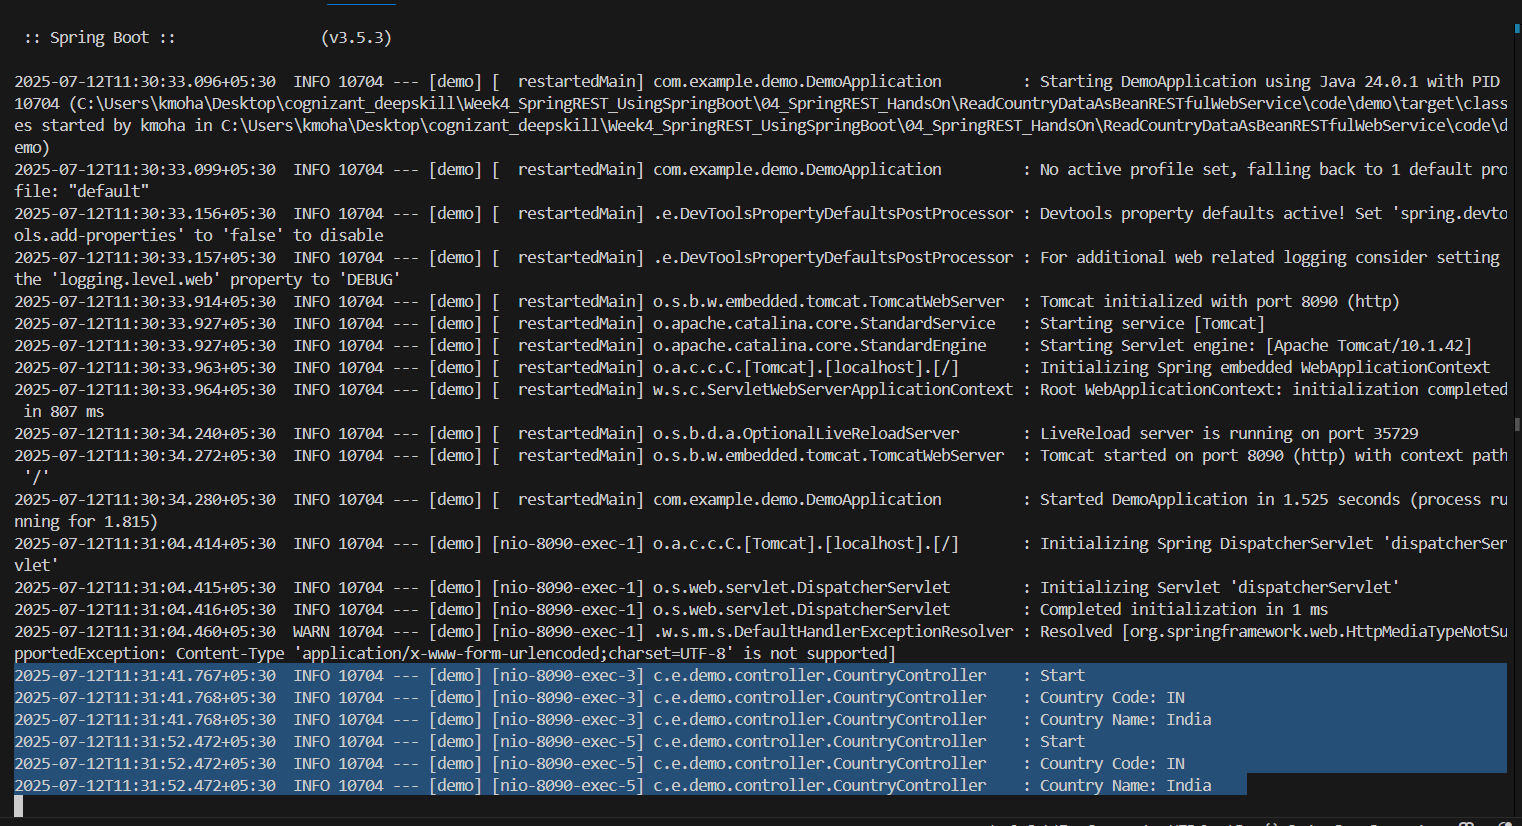 :: Spring Boot ::                (v3.5.3)
2025-07-12T11:30:33.096+05:30  INFO 10704 --- [demo] [  restartedMain] com.example.demo.DemoApplication         : Starting DemoApplication using Java 24.0.1 with PID
10704 (C:\Users\kmoha\Desktop\cognizant_deepskill\Week4_SpringREST_UsingSpringBoot\04_SpringREST_HandsOn\ReadCountryDataAsBeanRESTfulWebService\code\demo\target\class
es started by kmoha in C:\Users\kmoha\Desktop\cognizant_deepskill\Week4_SpringREST_UsingSpringBoot\04_SpringREST_HandsOn\ReadCountryDataAsBeanRESTfulWebService\code\d
emo)
2025-07-12T11:30:33.099+05:30  INFO 10704 --- [demo] [  restartedMain] com.example.demo.DemoApplication         : No active profile set, falling back to 1 default pro
file: "default"
2025-07-12T11:30:33.156+05:30  INFO 10704 --- [demo] [  restartedMain] .e.DevToolsPropertyDefaultsPostProcessor : Devtools property defaults active! Set 'spring.devto
ols.add-properties' to 'false' to disable
2025-07-12T11:30:33.157+05:30  INFO 10704 --- [demo] [  restartedMain] .e.DevToolsPropertyDefaultsPostProcessor : For additional web related logging consider setting
the 'logging.level.web' property to 'DEBUG'
2025-07-12T11:30:33.914+05:30  INFO 10704 --- [demo] [  restartedMain] o.s.b.w.embedded.tomcat.TomcatWebServer  : Tomcat initialized with port 8090 (http)
2025-07-12T11:30:33.927+05:30  INFO 10704 --- [demo] [  restartedMain] o.apache.catalina.core.StandardService   : Starting service [Tomcat]
2025-07-12T11:30:33.927+05:30  INFO 10704 --- [demo] [  restartedMain] o.apache.catalina.core.StandardEngine    : Starting Servlet engine: [Apache Tomcat/10.1.42]
2025-07-12T11:30:33.963+05:30  INFO 10704 --- [demo] [  restartedMain] o.a.c.c.C.[Tomcat].[localhost].[/]       : Initializing Spring embedded WebApplicationContext
2025-07-12T11:30:33.964+05:30  INFO 10704 --- [demo] [  restartedMain] w.s.c.ServletWebServerApplicationContext : Root WebApplicationContext: initialization completed
 in 807 ms
2025-07-12T11:30:34.240+05:30  INFO 10704 --- [demo] [  restartedMain] o.s.b.d.a.OptionalLiveReloadServer       : LiveReload server is running on port 35729
2025-07-12T11:30:34.272+05:30  INFO 10704 --- [demo] [  restartedMain] o.s.b.w.embedded.tomcat.TomcatWebServer  : Tomcat started on port 8090 (http) with context path
 '/'
2025-07-12T11:30:34.280+05:30  INFO 10704 --- [demo] [  restartedMain] com.example.demo.DemoApplication         : Started DemoApplication in 1.525 seconds (process ru
nning for 1.815)
2025-07-12T11:31:04.414+05:30  INFO 10704 --- [demo] [nio-8090-exec-1] o.a.c.c.C.[Tomcat].[localhost].[/]       : Initializing Spring DispatcherServlet 'dispatcherSer
vlet'
2025-07-12T11:31:04.415+05:30  INFO 10704 --- [demo] [nio-8090-exec-1] o.s.web.servlet.DispatcherServlet        : Initializing Servlet 'dispatcherServlet'
2025-07-12T11:31:04.416+05:30  INFO 10704 --- [demo] [nio-8090-exec-1] o.s.web.servlet.DispatcherServlet        : Completed initialization in 1 ms
2025-07-12T11:31:04.460+05:30  WARN 10704 --- [demo] [nio-8090-exec-1] .w.s.m.s.DefaultHandlerExceptionResolver : Resolved [org.springframework.web.HttpMediaTypeNotSu
pportedException: Content-Type 'application/x-www-form-urlencoded;charset=UTF-8' is not supported]
2025-07-12T11:31:41.767+05:30  INFO 10704 --- [demo] [nio-8090-exec-3] c.e.demo.controller.CountryController    : Start
2025-07-12T11:31:41.768+05:30  INFO 10704 --- [demo] [nio-8090-exec-3] c.e.demo.controller.CountryController    : Country Code: IN
2025-07-12T11:31:41.768+05:30  INFO 10704 --- [demo] [nio-8090-exec-3] c.e.demo.controller.CountryController    : Country Name: India
2025-07-12T11:31:52.472+05:30  INFO 10704 --- [demo] [nio-8090-exec-5] c.e.demo.controller.CountryController    : Start
2025-07-12T11:31:52.472+05:30  INFO 10704 --- [demo] [nio-8090-exec-5] c.e.demo.controller.CountryController    : Country Code: IN
2025-07-12T11:31:52.472+05:30  INFO 10704 --- [demo] [nio-8090-exec-5] c.e.demo.controller.CountryController    : Country Name: India